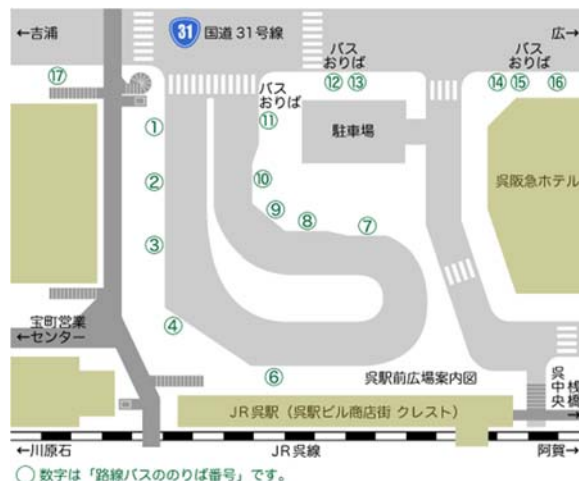 ←吉浦
31 国道31号線
広→
バス
おりば
バス
おりば
⑰
バス
おりば
⑫ ⑬
⑭ ⑮ ⑯
①
⑪
駐車場
②
⑩
呉阪急ホテル
⑨
⑧
⑦
③
④
宝町営業
←センター
⑥
呉駅前広場案内図
呉中央桟橋→
JR呉駅（呉駅ビル商店街 クレスト）
←川原石
JR呉線
阿賀→
○ 数字は「路線バスののりば番号」です。